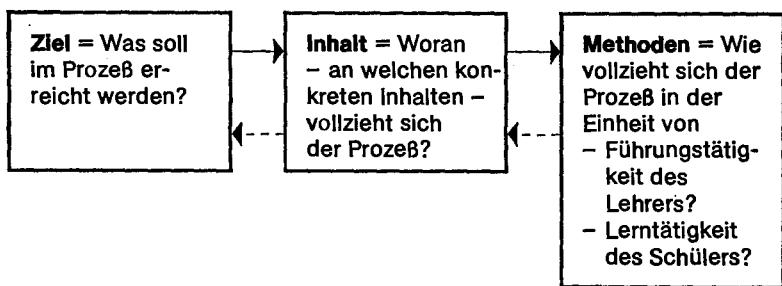 Ziel = Was soll
im Prozeß er-
reicht werden?
Inhalt = Woran
– an welchen kon-
kreten Inhalten –
vollzieht sich
der Prozeß?
Methoden = Wie
vollzieht sich der
Prozeß in der
Einheit von
– Führungstätig-
keit des
Lehrers?
– Lerntätigkeit
des Schülers?